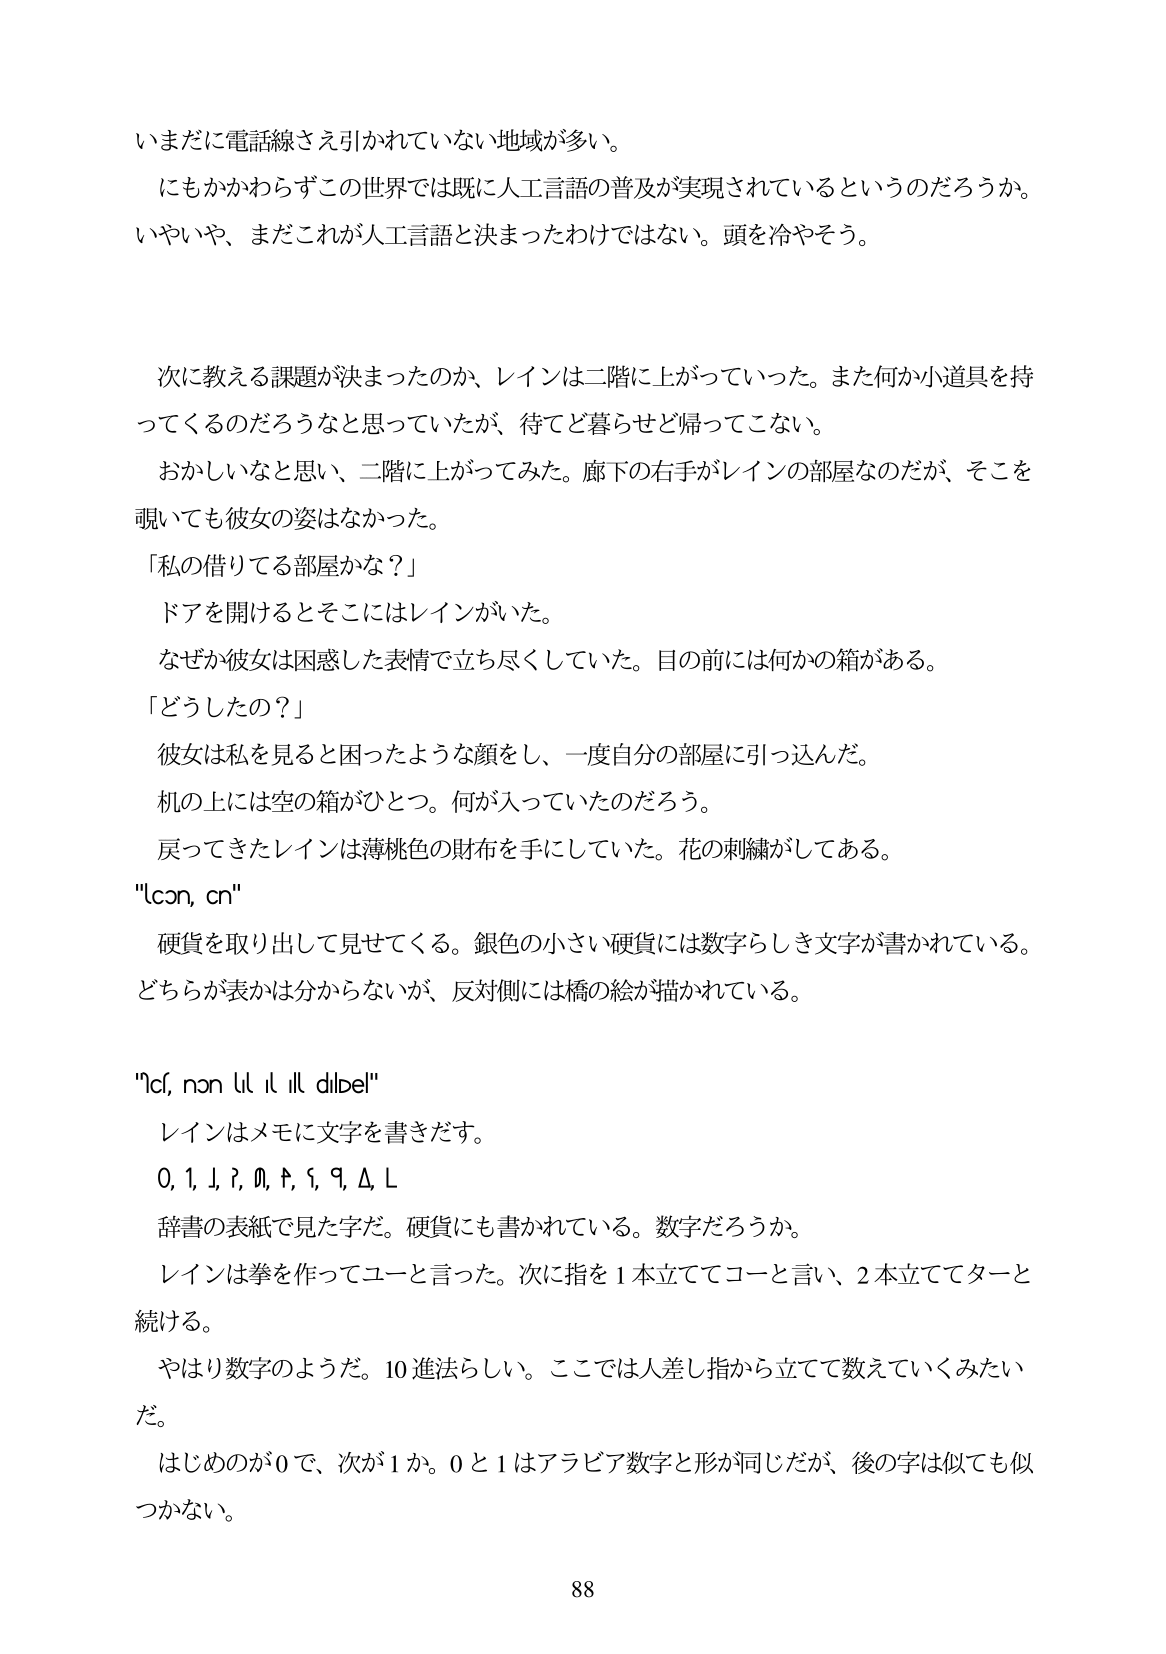 いまだに電話線さえ引かれていない地域が多い。
にもかかわらずこの世界では既に人工言語の普及が実現されているというのだろうか。
いやいや、まだこれが人工言語と決まったわけではない。頭を冷やそう。
次に教える課題が決まったのか、レインは二階に上がっていった。また何か小道具を持
ってくるのだろうなと思っていたが、待てど暮らせど帰ってこない。
おかしいなと思い、二階に上がってみた。廊下の右手がレインの部屋なのだが、そこを
覗いても彼女の姿はなかった。
「私の借りてる部屋かな？」
ドアを開けるとそこにはレインがいた。
なぜか彼女は困惑した表情で立ち尽くしていた。目の前には何かの箱がある。
「どうしたの？」
彼女は私を見ると困ったような顔をし、一度自分の部屋に引っ込んだ。
机の上には空の箱がひとつ。何が入っていたのだろう。
戻ってきたレインは薄桃色の財布を手にしていた。花の刺繍がしてある。
硬貨を取り出して見せてくる。銀色の小さい硬貨には数字らしき文字が書かれている。
どちらが表かは分からないが、反対側には橋の絵が描かれている。
レインはメモに文字を書きだす。
0, 1,
辞書の表紙で見た字だ。硬貨にも書かれている。数字だろうか。
レインは拳を作ってユーと言った。次に指を1本立ててコーと言い、2本立ててターと
続ける。
やはり数字のようだ。10進法らしい。ここでは人差し指から立てて数えていくみたい
だ。
はじめのが0で、次が1か。0と1はアラビア数字と形が同じだが、後の字は似ても似
つかない。
88